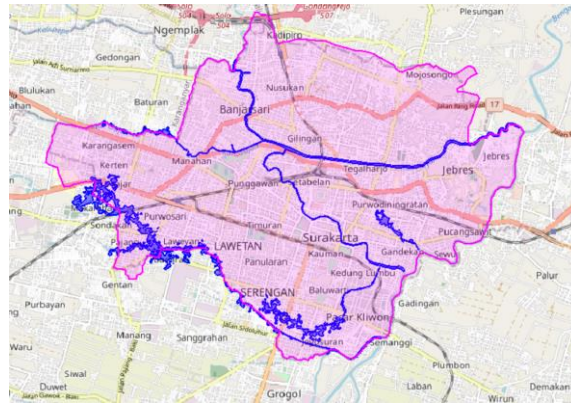 Plesungan
Ngemplak
Kadipiro
Gedongan
Mojosongo
Blulukan
Nusukan
Baturan
Banjarsari
17
Gilingan
Karangasem
Manahan
Tegalharjo
Jebres
Jebres
Kerten
Punggawan
Purwosari
Purwodiningratan
Sondakan
Timuran
Surakarta
Pucangsawit
Laweyan
LAWETAN
Kauman
Gandekan
Sewu
Panularan
Kedung Lumbu
Palur
Gentan
SERENGAN
Baluwarti
Gadingan
Purbayan
Pasar Kliwon
Manang
Sanggrahan
Semanggi
Waru
Siwal
Plumbon
Duwet
Grogol
Laban
Demakan
Wirun